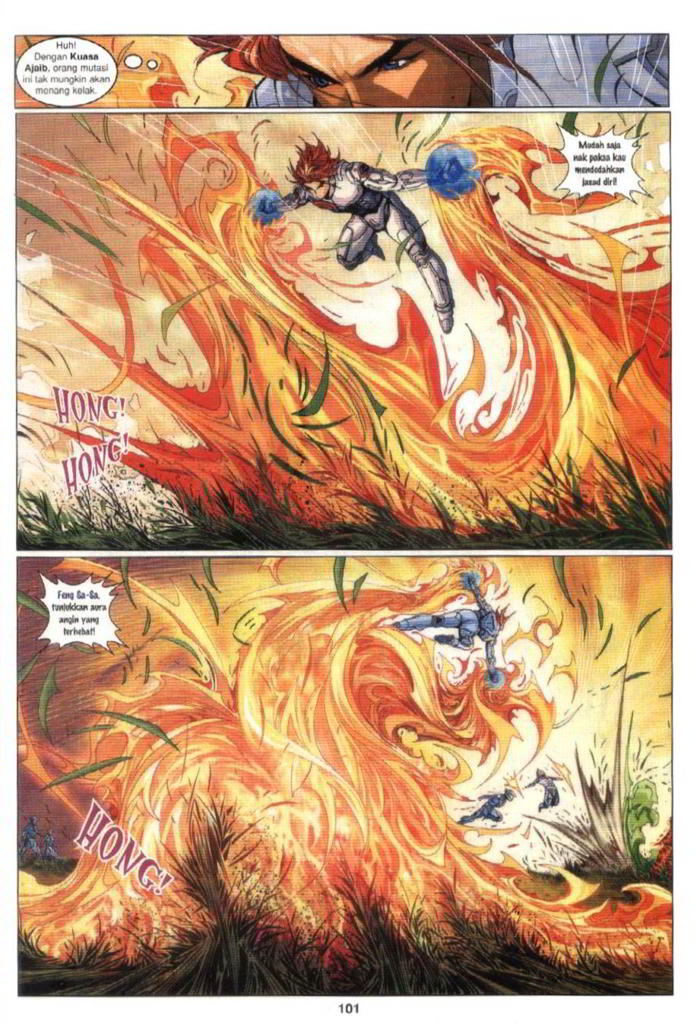 Huh!
Dengan Kuasa
Ajaib, orang mutasi
ini tak mungkin akan
menang kelak.
Mudah saja
nak paksa kau
mendedahkan
jasad diri!
HONG!
HONG!
Feng Sa-Sa,
tunjukkan aura
angin yang
terhebat!
HONG!
101